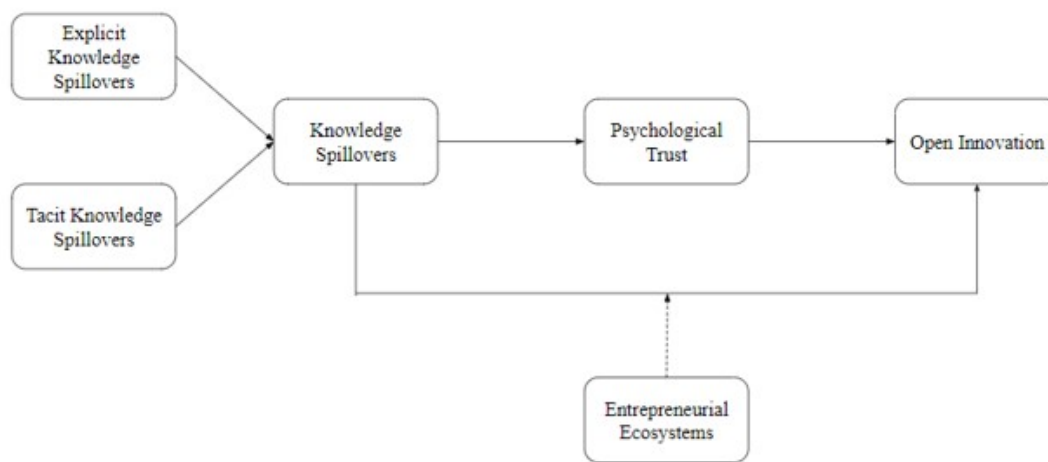 Explicit
Knowledge
Spillovers
Knowledge
Spillovers
Psychological
Trust
Open Innovation
Tacit Knowledge
Spillovers
Entrepreneurial
Ecosystems